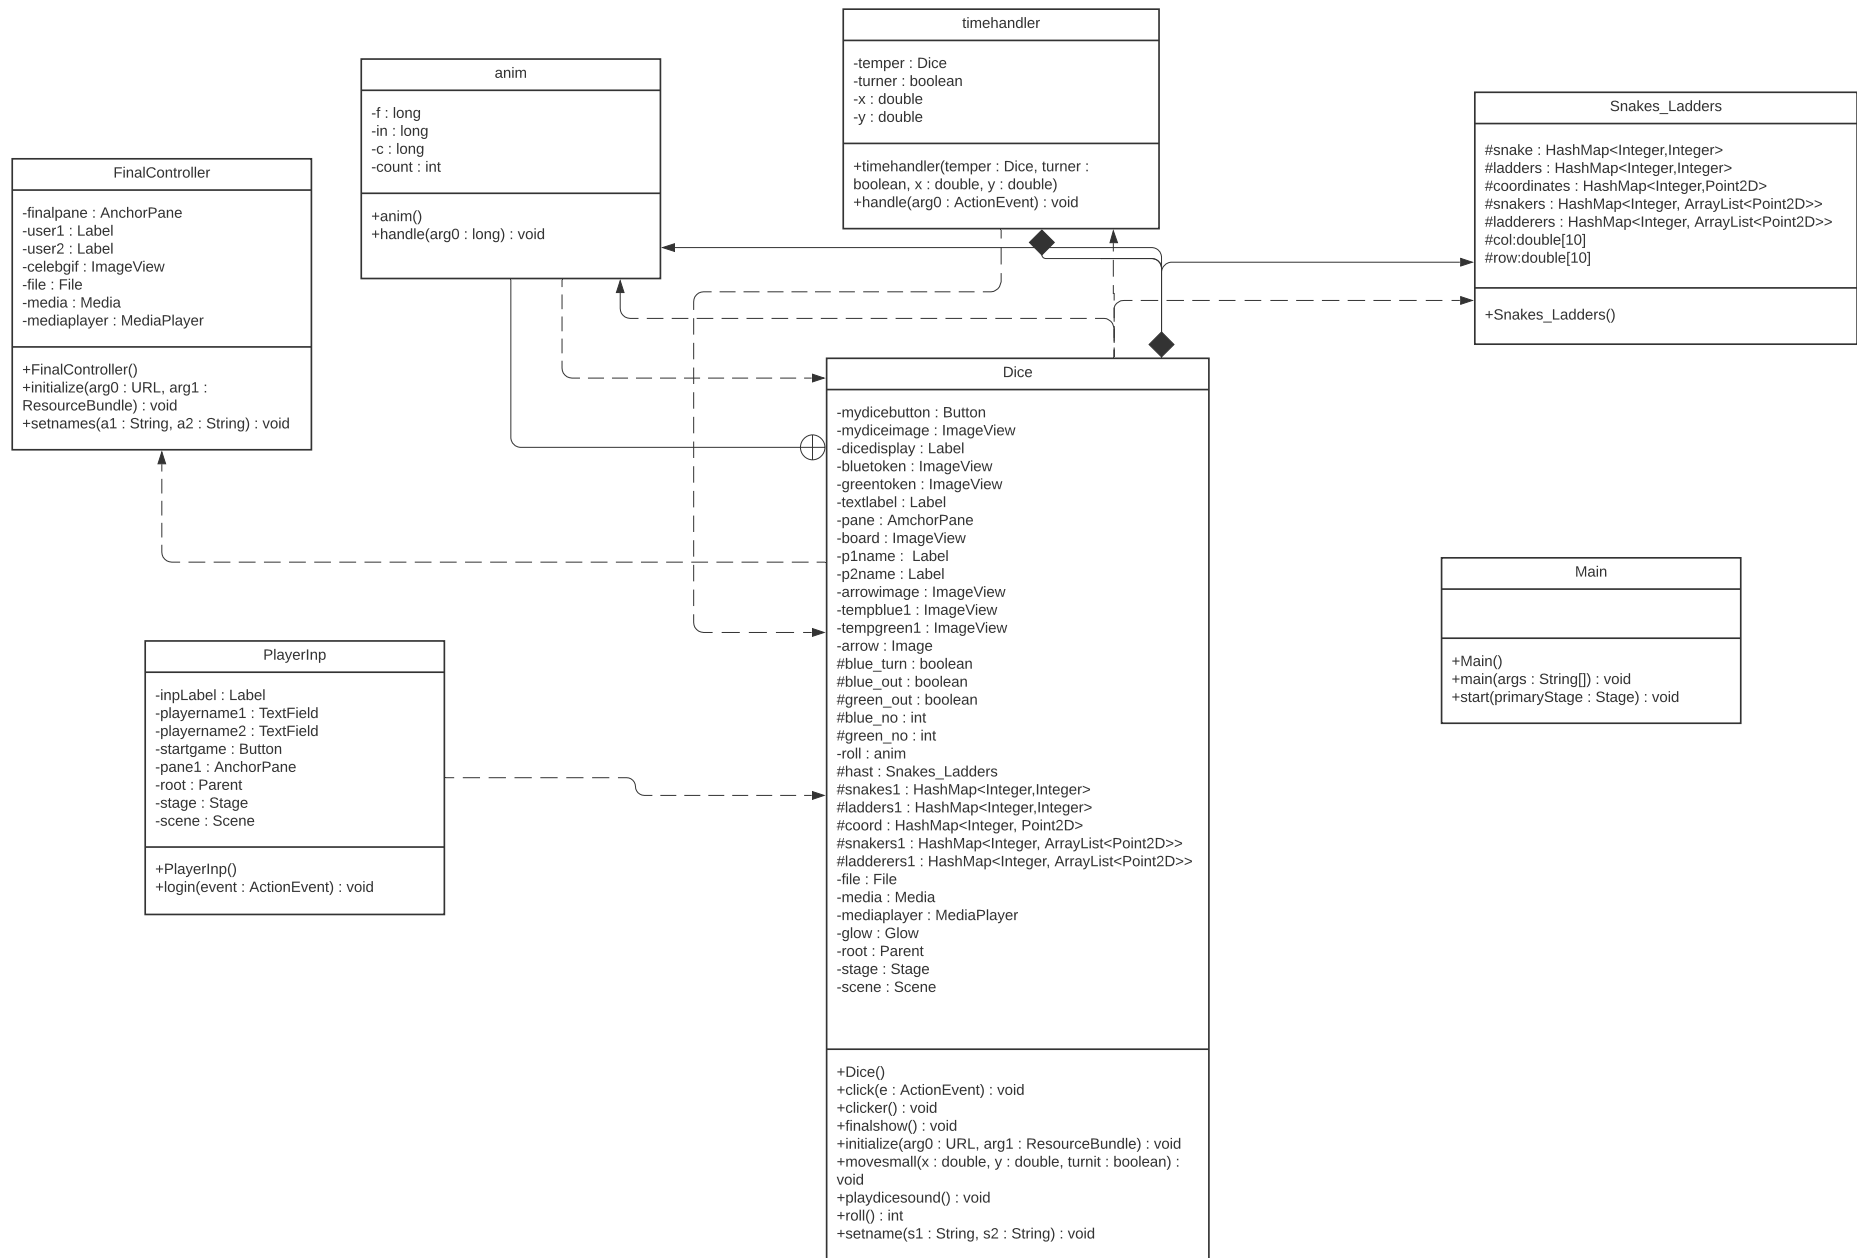 timehandler
-temper : Dice
-turner : boolean
-x : double
-y : double
+timehandler(temper : Dice, turner :
boolean, x : double, y : double)
+handle(arg0 : ActionEvent) : void
anim
-f : long
-in : long
-c : long
-count : int
+anim()
+handle(arg0 : long) : void
Snakes_Ladders
#snake : HashMap<Integer,Integer>
#ladders : HashMap<Integer,Integer>
#coordinates : HashMap<Integer,Point2D>
#snakers : HashMap<Integer, ArrayList<Point2D>>
#ladderers : HashMap<Integer, ArrayList<Point2D>>
#col:double[10]
#row:double[10]
+Snakes_Ladders()
FinalController
-finalpane : AnchorPane
-user1 : Label
-user2 : Label
-celebgif : ImageView
-file : File
-media : Media
-mediaplayer : MediaPlayer
+FinalController()
+initialize(arg0 : URL, arg1 :
ResourceBundle) : void
+setnames(a1 : String, a2 : String) : void
Dice
-mydicebutton : Button
-mydiceimage : ImageView
-dicedisplay : Label
-bluetoken : ImageView
-greentoken : ImageView
-textlabel : Label
-pane : AmchorPane
-board : ImageView
-p1name :  Label
-p2name : Label
-arrowimage : ImageView
-tempblue1 : ImageView
-tempgreen1 : ImageView
-arrow : Image
#blue_turn : boolean
#blue_out : boolean
#green_out : boolean
#blue_no : int
#green_no : int
-roll : anim
#hast : Snakes_Ladders
#snakes1 : HashMap<Integer,Integer>
#ladders1 : HashMap<Integer,Integer>
#coord : HashMap<Integer, Point2D>
#snakers1 : HashMap<Integer, ArrayList<Point2D>>
#ladderers1 : HashMap<Integer, ArrayList<Point2D>>
-file : File
-media : Media
-mediaplayer : MediaPlayer
-glow : Glow
-root : Parent
-stage : Stage
-scene : Scene
+Dice()
+click(e : ActionEvent) : void
+clicker() : void
+finalshow() : void
+initialize(arg0 : URL, arg1 : ResourceBundle) : void
+movesmall(x : double, y : double, turnit : boolean) :
void
+playdicesound() : void
+roll() : int
+setname(s1 : String, s2 : String) : void
Main
+Main()
+main(args : String[]) : void
+start(primaryStage : Stage) : void
PlayerInp
-inpLabel : Label
-playername1 : TextField
-playername2 : TextField
-startgame : Button
-pane1 : AnchorPane
-root : Parent
-stage : Stage
-scene : Scene
+PlayerInp()
+login(event : ActionEvent) : void